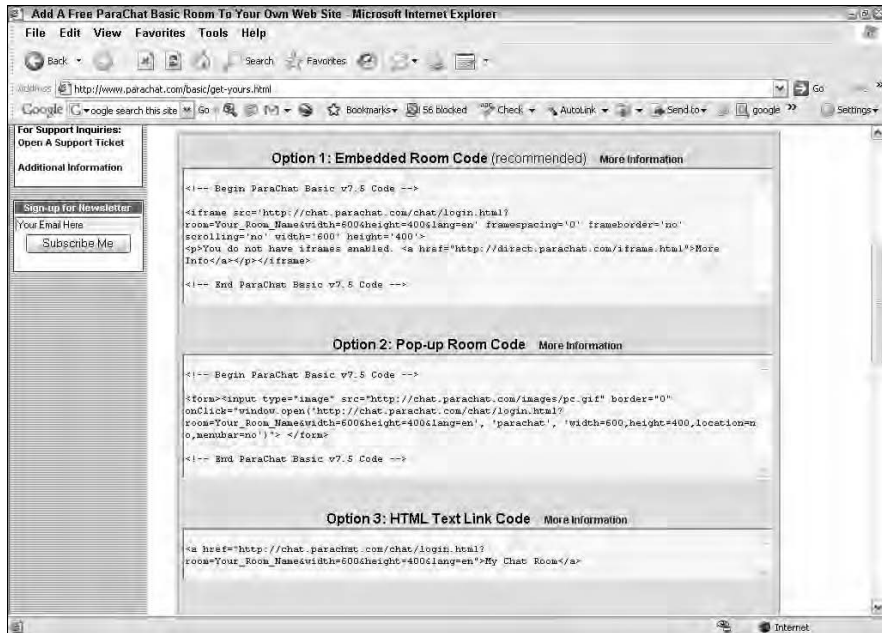 Add A Free ParaChat Basic Room To Your Own Web Site - Microsoft Internet Explorer
File Edit View Favorites Tools Help
Back Search Favorites
Address http://www.parachat.com/basic/get-yours.html Go »
Google G oogle search this site Go Bookmarks 56 blocked Check AutoLink Send to google » Settings
For Support Inquiries:
Open A Support Ticket
Additional Information
Sign-up for Newsletter
Your Email Here
Subscribe Me
Option 1: Embedded Room Code (recommended) More Information
<!-- Begin ParaChat Basic v7.5 Code -->
<iframe src='http://chat.parachat.com/chat/login.html?
room=Your_Room_Name&width=600&height=400&lang=en' framespacing='0' frameborder='no'
scrolling='no' width='600' height='400'>
<p>You do not have iframes enabled. <a href="http://direct.parachat.com/iframe.html">More
Info</a></p></iframe>
<!-- End ParaChat Basic v7.5 Code -->
Option 2: Pop-up Room Code More Information
<!-- Begin ParaChat Basic v7.5 Code -->
<form><input type="image" src="http://chat.parachat.com/images/pc.gif" border="0"
onClick="window.open('http://chat.parachat.com/chat/login.html?
room=Your_Room_Name&width=600&height=400&lang=en', 'parachat', 'width=600,height=400,location=n
o,menubar=no')"> </form>
<!-- End ParaChat Basic v7.5 Code -->
Option 3: HTML Text Link Code More Information
<a href="http://chat.parachat.com/chat/login.html?
room=Your_Room_Name&width=600&height=400&lang=en">My Chat Room</a>
Internet